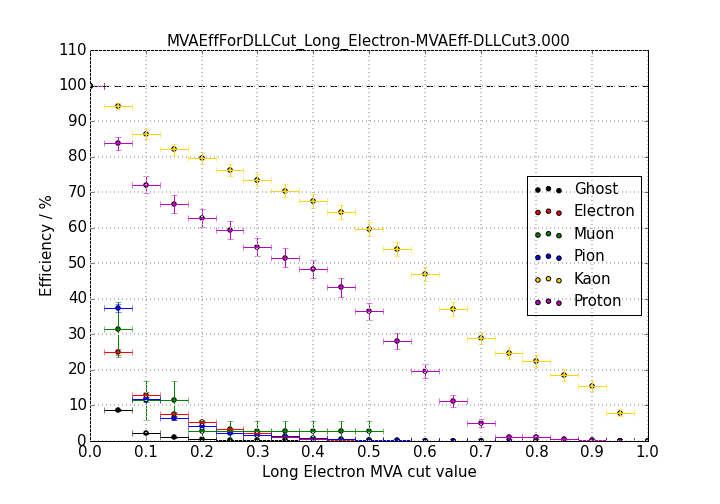 MVAEffForDLLCut_Long_Electron-MVAEff-DLLCut3.000
110
100
90
80
70
60
50
40
30
20
10
0
Efficiency / %
Ghost
Electron
Muon
Pion
Kaon
Proton
0.0 0.1 0.2 0.3 0.4 0.5 0.6 0.7 0.8 0.9 1.0
Long Electron MVA cut value